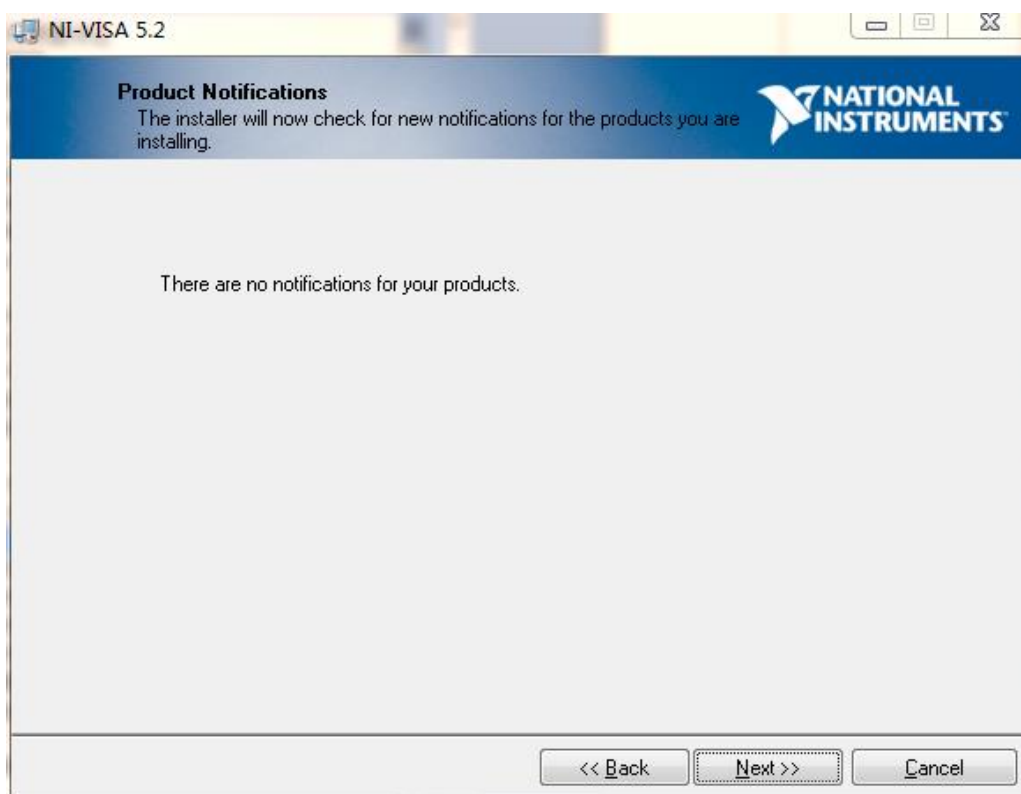 NI-VISA 5.2
Product Notifications
The installer will now check for new notifications for the products you are
installing.
NATIONAL
INSTRUMENTS
There are no notifications for your products.
<< Back
Next >>
Cancel